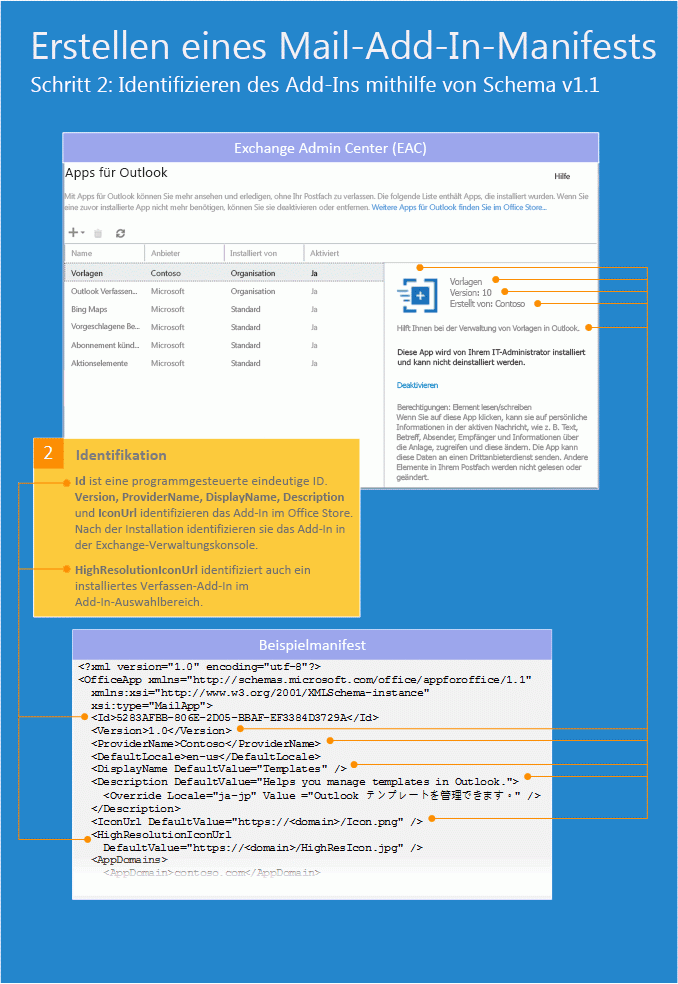 Erstellen eines Mail-Add-In-Manifests
Schritt 2: Identifizieren des Add-Ins mithilfe von Schema v1.1
Exchange Admin Center (EAC)
Apps für Outlook
Hilfe
Mit Apps für Outlook können Sie mehr ansehen und erledigen, ohne Ihr Postfach zu verlassen. Die folgende Liste enthält Apps, die installiert wurden. Wenn Sie
eine zuvor installierte App nicht mehr benötigen, können Sie sie deaktivieren oder entfernen. Weitere Apps für Outlook finden Sie im Office Store...
Name Anbieter Installiert von Aktiviert
Vorlagen Contoso Organisation Ja
Outlook Verfassen... Microsoft Organisation Ja
Bing Maps Microsoft Standard Ja
Vorgeschlagene Be... Microsoft Standard Ja
Abonnement künd... Microsoft Standard Ja
Aktionselemente Microsoft Standard Ja
Vorlagen
Version: 10
Erstellt von: Contoso
Hilft Ihnen bei der Verwaltung von Vorlagen in Outlook.
Diese App wird von Ihrem IT-Administrator installiert
und kann nicht deinstalliert werden.
Deaktivieren
Berechtigungen: Element lesen/schreiben
Wenn Sie auf diese App klicken, kann sie auf persönliche
Informationen in der aktiven Nachricht, wie z. B. Text,
Betreff, Absender, Empfänger und Informationen über
die Anlage, zugreifen und diese ändern. Die App kann
diese Daten an einen Drittanbieterdienst senden. Andere
Elemente in Ihrem Postfach werden nicht gelesen oder
geändert.
2 Identifikation
Id ist eine programmgesteuerte eindeutige ID.
Version, ProviderName, DisplayName, Description
und IconUrl identifizieren das Add-In im Office Store.
Nach der Installation identifizieren sie das Add-In in
der Exchange-Verwaltungskonsole.
HighResolutionIconUrl identifiziert auch ein
installiertes Verfassen-Add-In im
Add-In-Auswahlbereich.
Beispielmanifest
<?xml version="1.0" encoding="utf-8"?>
<OfficeApp xmlns="http://schemas.microsoft.com/office/appforoffice/1.1"
xmlns:xsi="http://www.w3.org/2001/XMLSchema-instance"
xsi:type="MailApp">
<Id>5283AFBB-806E-2D05-BBAF-EF3384D3729A</Id>
<Version>1.0</Version>
<ProviderName>Contoso</ProviderName>
<DefaultLocale>en-us</DefaultLocale>
<DisplayName DefaultValue="Templates" />
<Description DefaultValue="Helps you manage templates in Outlook.">
<Override Locale="ja-jp" Value ="Outlook テンプレートを管理できます。" />
</Description>
<IconUrl DefaultValue="https://<domain>/Icon.png" />
<HighResolutionIconUrl
DefaultValue="https://<domain>/HighResIcon.jpg" />
<AppDomains>
<AppDomain>contoso.com</AppDomain>